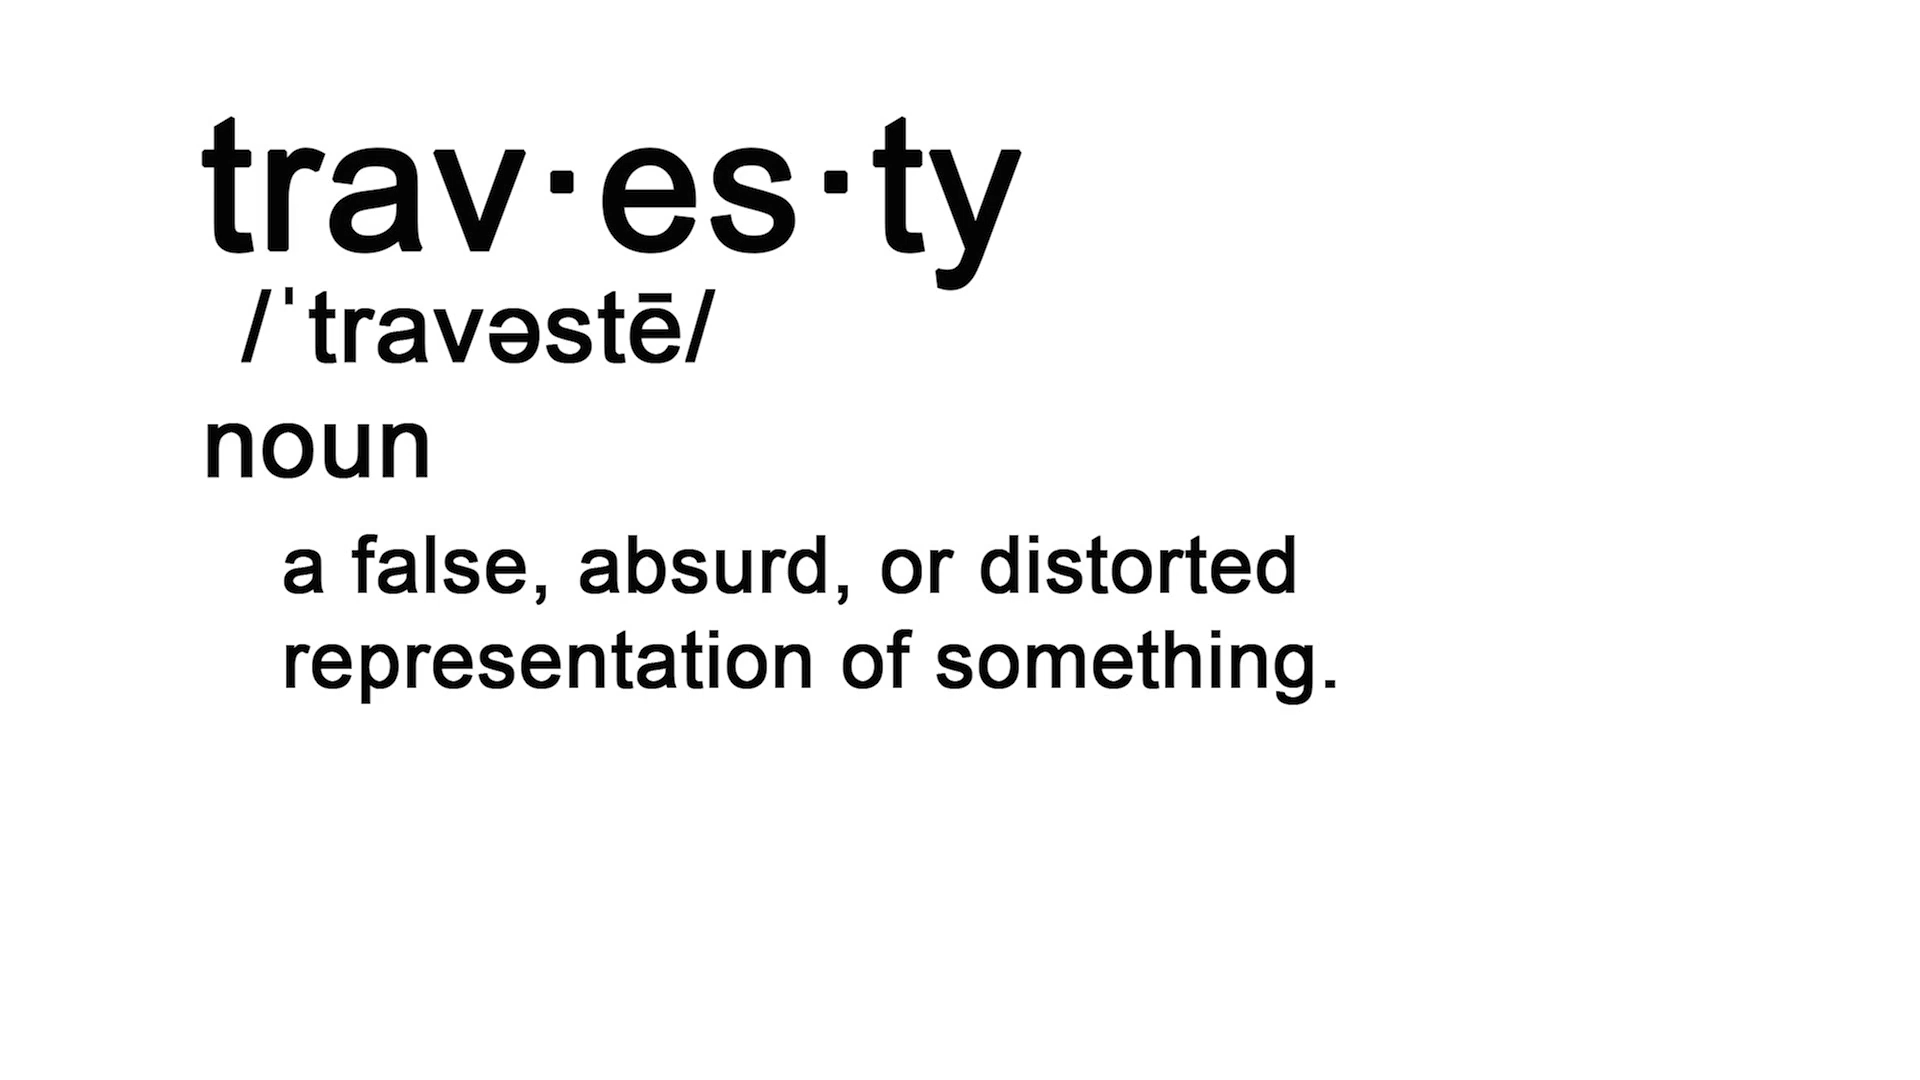 trav·es·ty
/ˈtravəstē/
noun
a false, absurd, or distorted
representation of something.